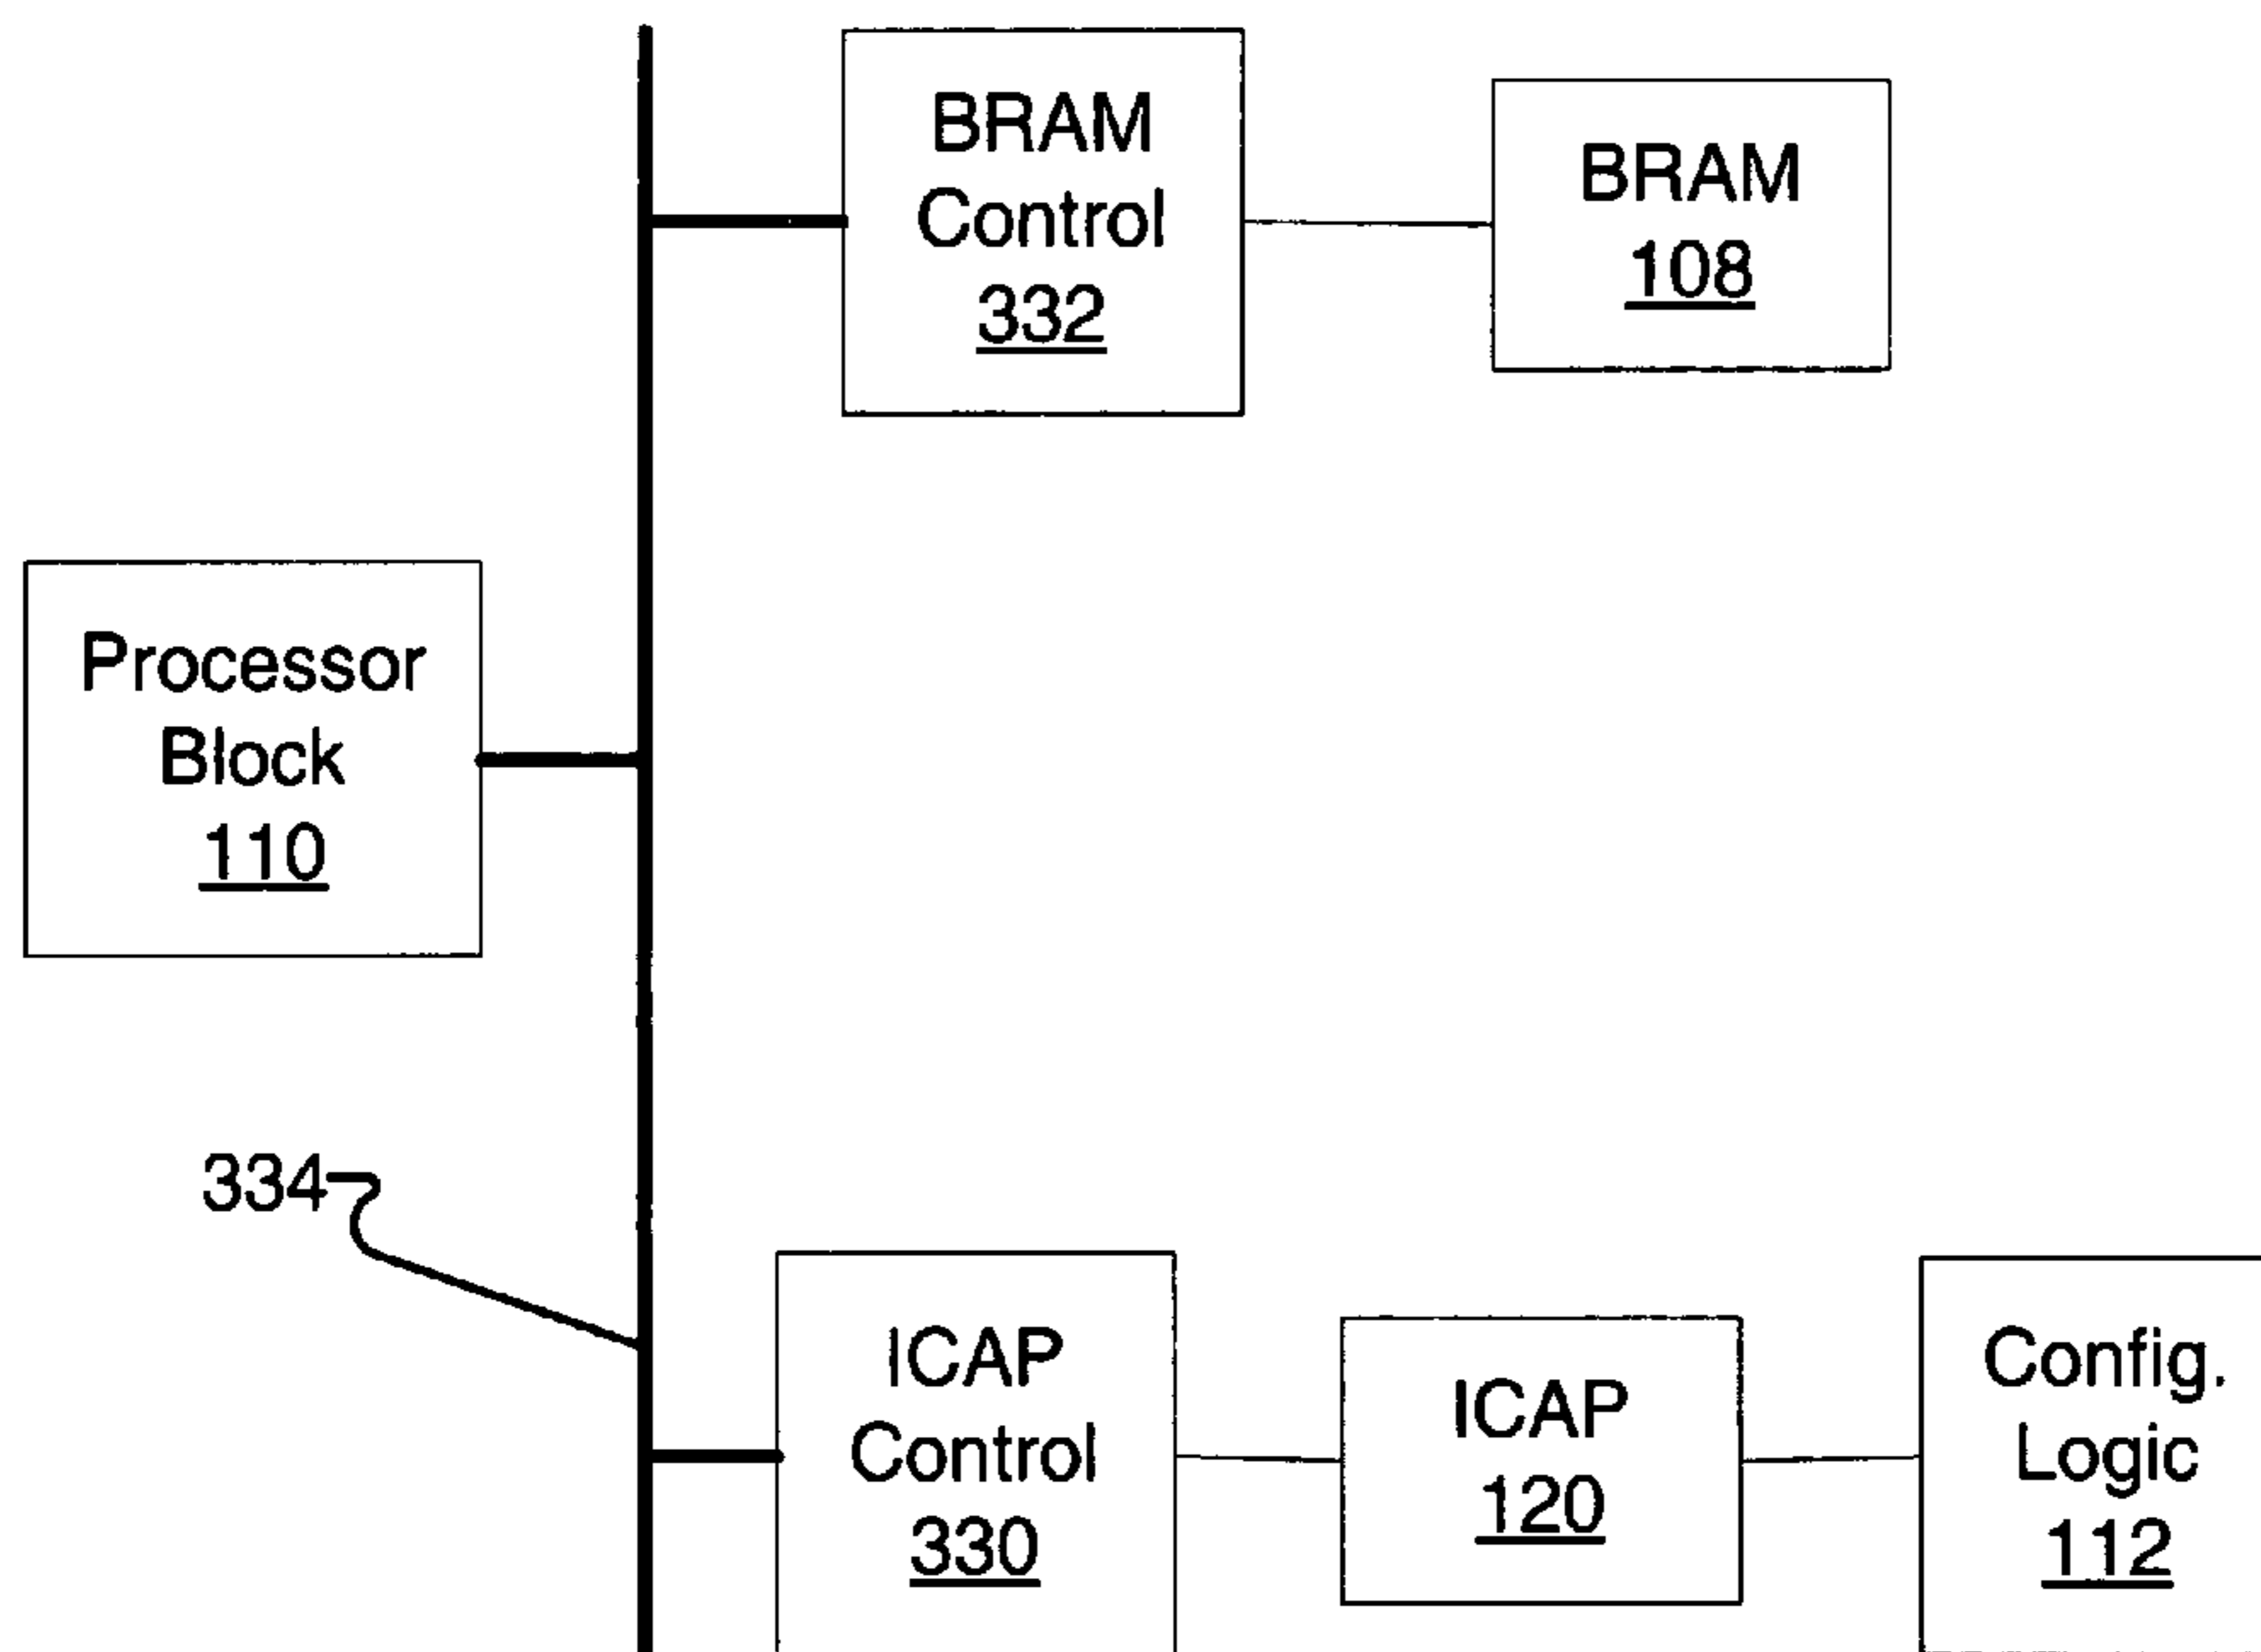 BRAM
Control
332
BRAM
108
Processor
Block
110
334
ICAP
Control
330
ICAP
120
Config.
Logic
112